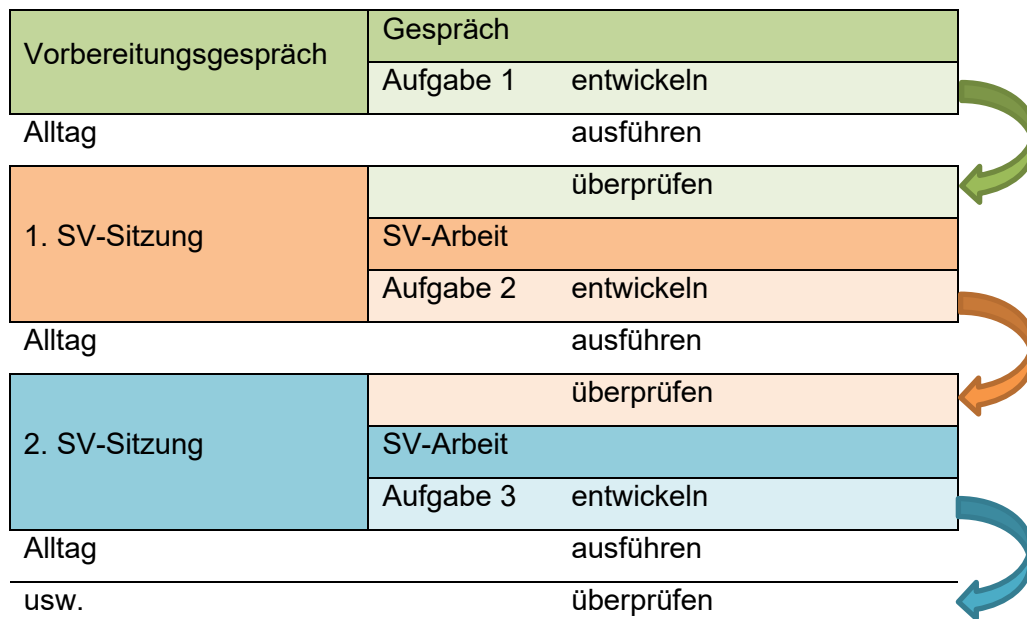 Gespräch
Vorbereitungsgespräch
Aufgabe 1 entwickeln
Alltag ausführen
überprüfen
1. SV-Sitzung SV-Arbeit
Aufgabe 2 entwickeln
Alltag ausführen
überprüfen
2. SV-Sitzung SV-Arbeit
Aufgabe 3 entwickeln
Alltag ausführen
usw. überprüfen